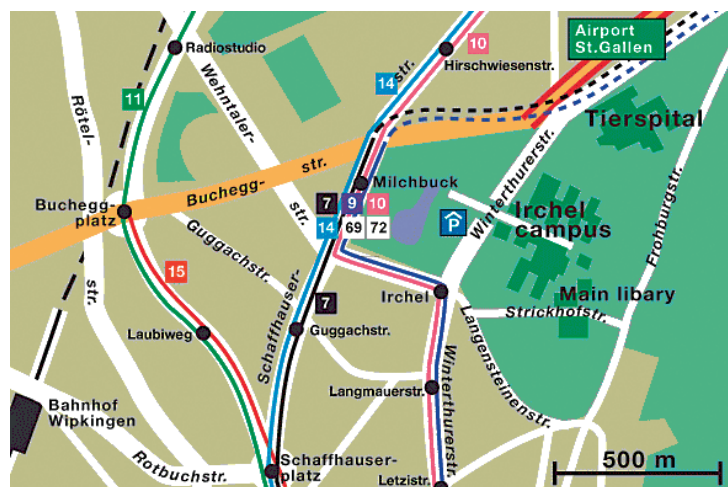 Airport
St.Gallen
10
Radiostudio
Hirschwiesenstr.
14
str.
Wehntaler-
str.
11
Rötel-
str.
Tierspital
Buchegg-
str.
Milchbuck
Winterthurerstr.
Frohburgstr.
Buchegg-
platz
7
9
10
14
69
72
P
Irchel
campus
Guggachstr.
15
7
Irchel
Main libary
Strickhofstr.
Schaffhauser-
Guggachstr.
Laubiweg
Langensteinenstr.
Winterthurerstr.
Langmauerstr.
Bahnhof
Wipkingen
Rotbuchstr.
Schaffhauser-
platz
Letzistr.
500 m